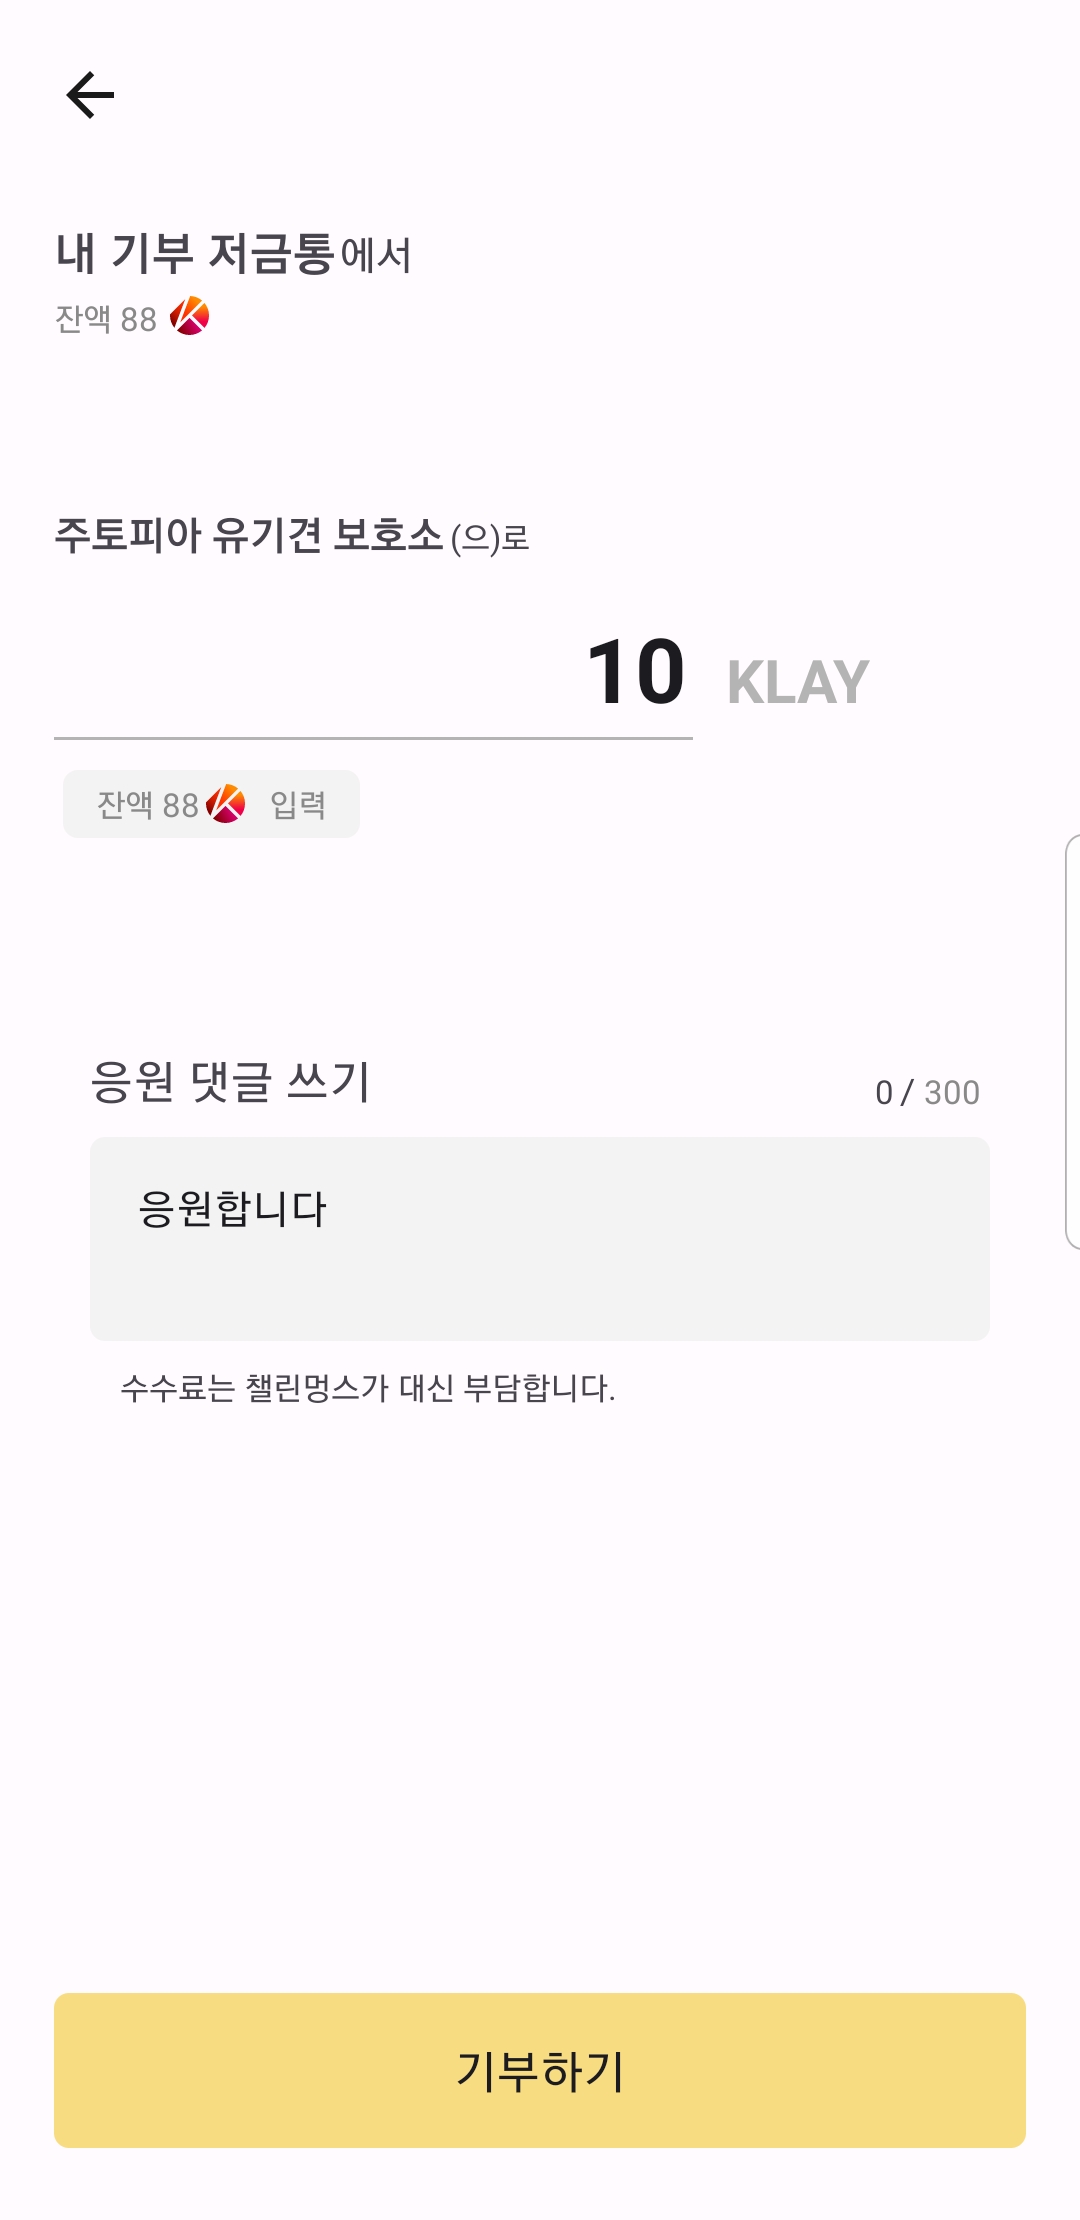 내 기부 저금통에서
잔액 88
주토피아 유기견 보호소 (으)로
10 KLAY
잔액 88 입력
응원 댓글 쓰기
0 / 300
응원합니다
수수료는 챌린멍스가 대신 부담합니다.
기부하기